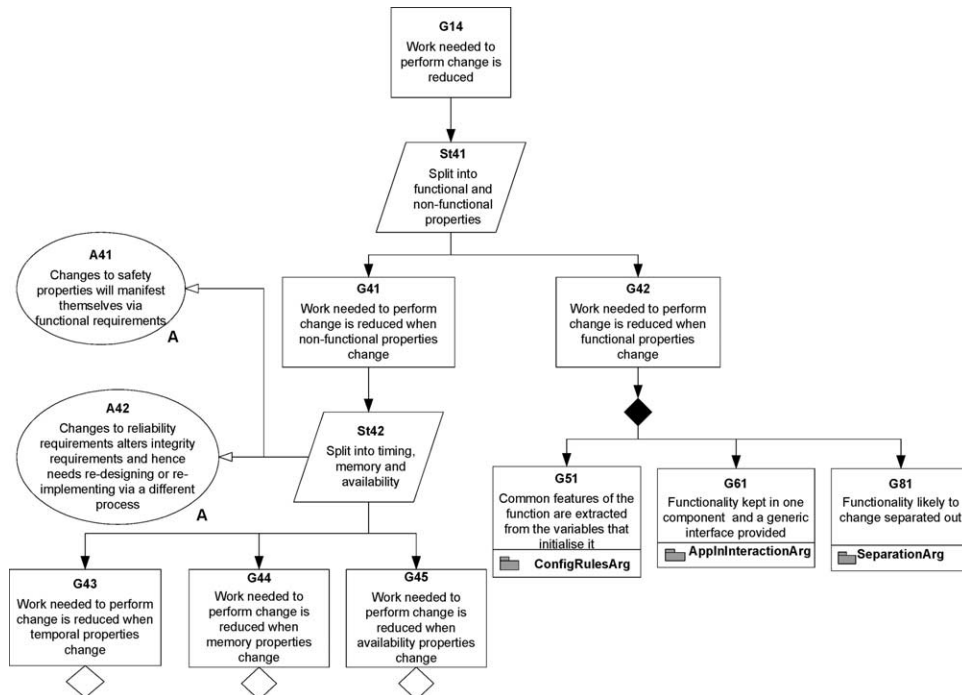 G14
Work needed to
perform change is
reduced
St41
Split into
functional and
non-functional
properties
A41
Changes to safety
properties will manifest
themselves via
functional requirements
A
G41
Work needed to perform
change is reduced when
non-functional properties
change
G42
Work needed to perform
change is reduced when
functional properties
change
A42
Changes to reliability
requirements alters integrity
requirements and hence
needs re-designing or re-
implementing via a different
process
A
St42
Split into timing,
memory and
availability
G51
Common features of the
function are extracted
from the variables that
initialise it
ConfigRulesArg
G61
Functionality kept in one
component and a generic
interface provided
AppInInteractionArg
G81
Functionality likely to
change separated out
SeparationArg
G43
Work needed to perform
change is reduced when
temporal properties
change
G44
Work needed to
perform change is
reduced when
memory properties
change
G45
Work needed to
perform change is
reduced when
availability properties
change